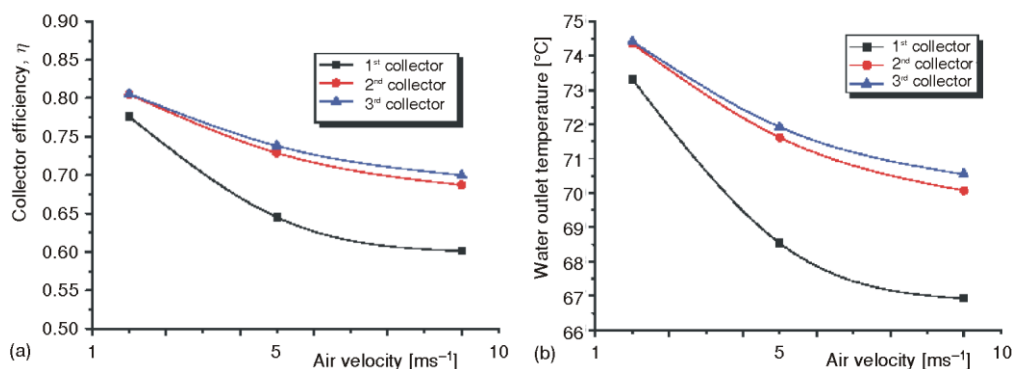 Collector efficiency, η
0.90
0.85
0.80
0.75
0.70
0.65
0.60
0.55
0.50
1st collector
2nd collector
3rd collector
1
5
10
(a)
Air velocity [ms⁻¹]
Water outlet temperature [°C]
75
74
73
72
71
70
69
68
67
66
1st collector
2nd collector
3rd collector
1
5
10
(b)
Air velocity [ms⁻¹]